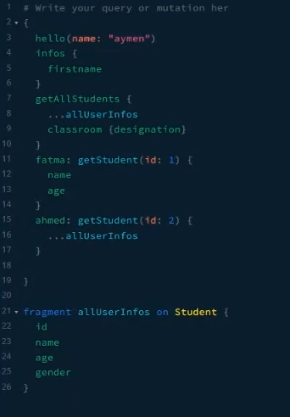 1 # Write your query or mutation her
2 {
3 hello(name: "aymen")
4 infos {
5 firstname
6 }
7 getAllStudents {
8 ...allUserInfos
9 classroom {designation}
10 }
11 fatma: getStudent(id: 1) {
12 name
13 age
14 }
15 ahmed: getStudent(id: 2) {
16 ...allUserInfos
17 }
18
19 }
20
21 fragment allUserInfos on Student {
22 id
23 name
24 age
25 gender
26 }